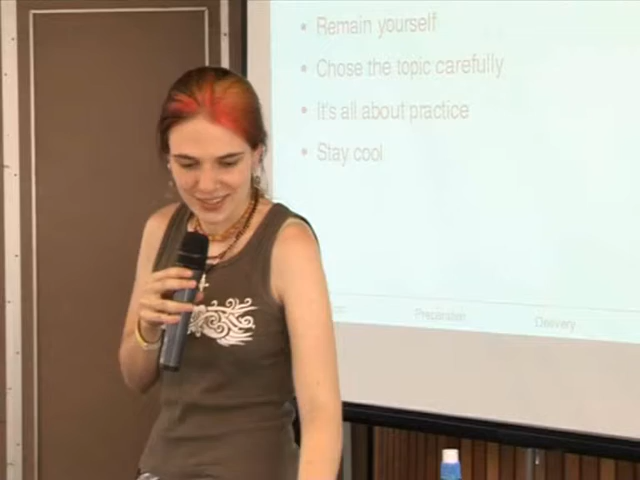 • Remain yourself
• Chose the topic carefully
• It's all about practice
• Stay cool
Preparation Delivery